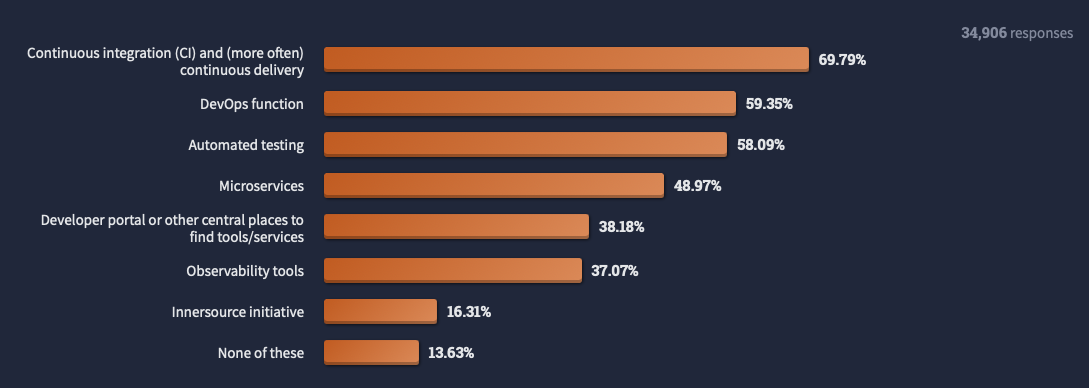 34,906 responses
Continuous integration (CI) and (more often)
continuous delivery
69.79%
DevOps function
59.35%
Automated testing
58.09%
Microservices
48.97%
Developer portal or other central places to
find tools/services
38.18%
Observability tools
37.07%
Innersource initiative
16.31%
None of these
13.63%